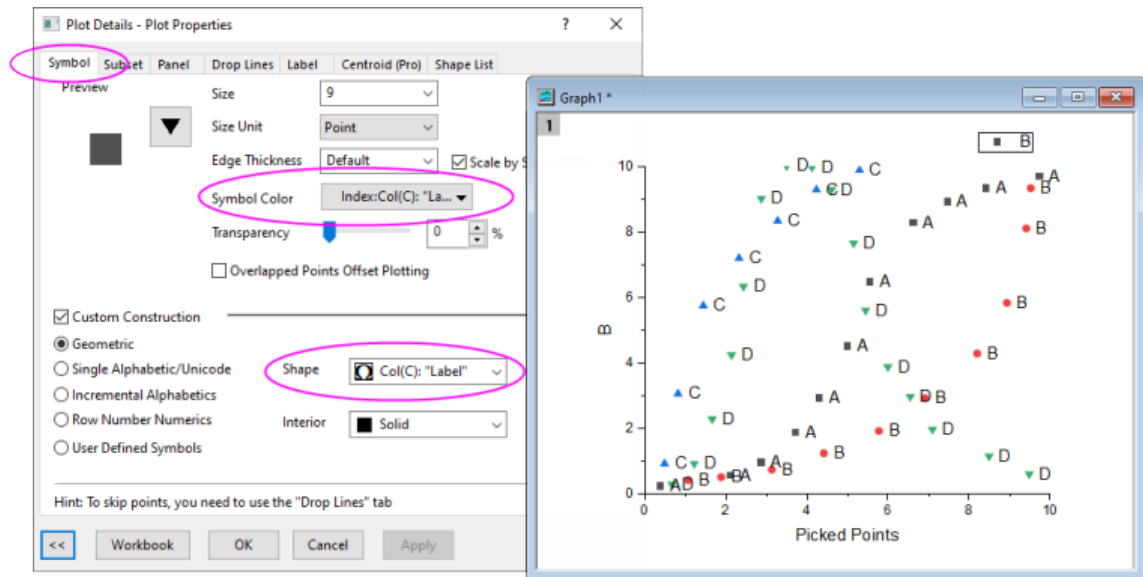 Plot Details - Plot Properties ? ×
Symbol Subset Panel Drop Lines Label Centroid (Pro) Shape List
Preview
Size 9
Size Unit Point
Edge Thickness Default Scale by S
Symbol Color Index:Col(C): "La...
Transparency 0 %
Overlapped Points Offset Plotting
Custom Construction
Geometric
Single Alphabetic/Unicode
Shape Col(C): "Label"
Incremental Alphabetics
Row Number Numerics
Interior Solid
User Defined Symbols
Hint: To skip points, you need to use the "Drop Lines" tab
<< Workbook OK Cancel Apply
Graph1 *
1
B
10
8
6
4
2
0
B
D D C
C D
D
C
C
D
C
D
D
C
D
C D
A
A
A
A
A
A
A
A
A
A
A D
B
B
B
B
B
B
B
B
B
B
D
D
D
D
D
D
D
D
0 2 4 6 8 10
Picked Points